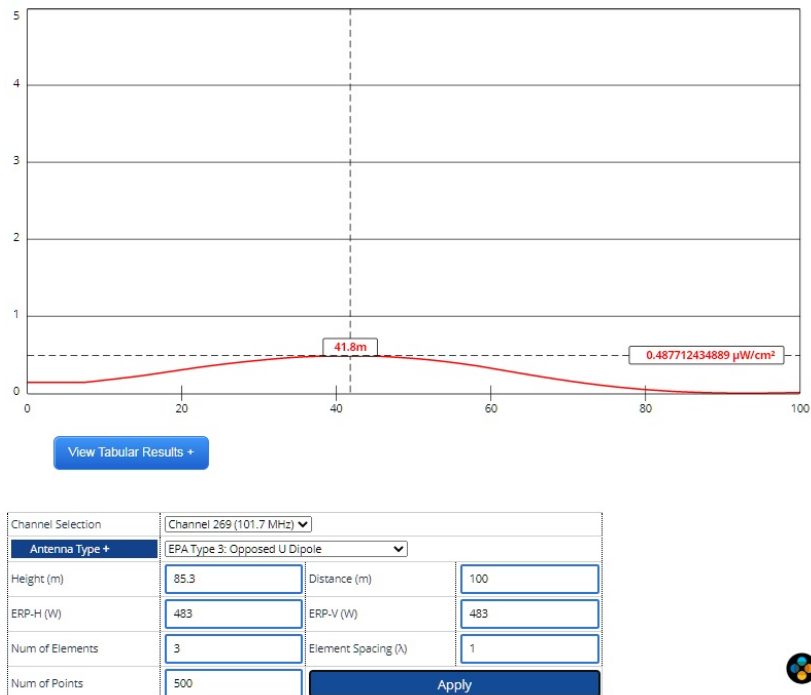 5
4
3
2
1
0
41.8m
0.487712434889 μW/cm²
0 20 40 60 80 100
View Tabular Results +
Channel Selection Channel 269 (101.7 MHz)
Antenna Type + EPA Type 3: Opposed U Dipole
Height (m) 85.3 Distance (m) 100
ERP-H (W) 483 ERP-V (W) 483
Num of Elements 3 Element Spacing (λ) 1
Num of Points 500 Apply